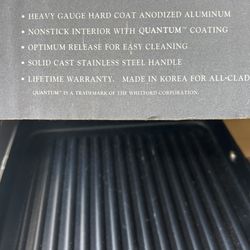 • HEAVY GAUGE HARD COAT ANODIZED ALUMINUM
• NONSTICK INTERIOR WITH QUANTUM™ COATING
• OPTIMUM RELEASE FOR EASY CLEANING
• SOLID CAST STAINLESS STEEL HANDLE
• LIFETIME WARRANTY. MADE IN KOREA FOR ALL-CLAD
QUANTUM™ IS A TRADEMARK OF THE WHITFORD CORPORATION.